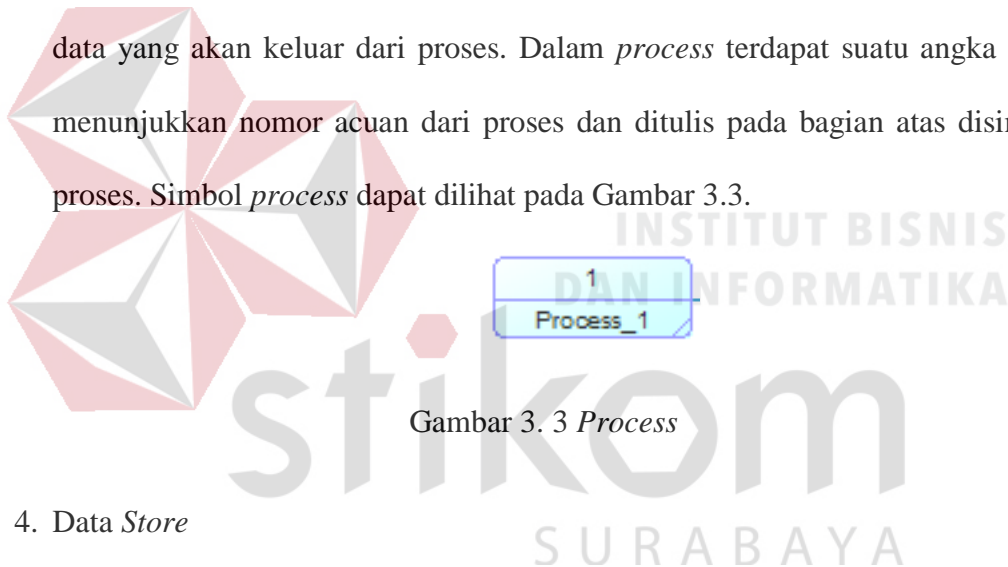 data yang akan keluar dari proses. Dalam process terdapat suatu angka
menunjukkan nomor acuan dari proses dan ditulis pada bagian atas
proses. Simbol process dapat dilihat pada Gambar 3.3.
INSTITUT BISNIS
DAN INFORMATIKA
1
Process_1
stikom
Gambar 3. 3 Process
4. Data Store
SURABAYA